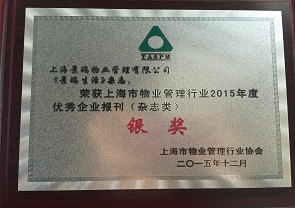 TASPM
上海景瑞物业管理有限公司
《景瑞生活》杂志:
荣获上海市物业管理行业2015年度
优秀企业报刊(杂志类)
银奖
上海市物业管理行业协会
二〇一五年十二月